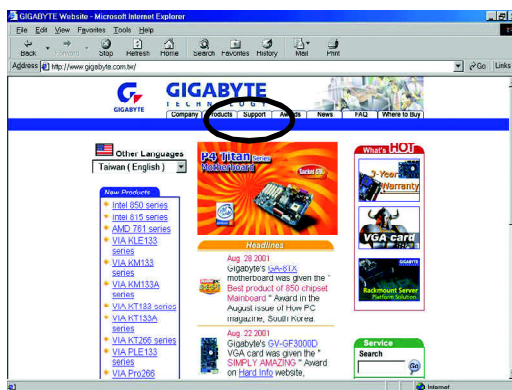 GIGABYTE Website - Microsoft Internet Explorer
File Edit View Favorites Tools Help
Back Forward Stop Refresh Home Search Favorites History Mail Print
Address http://www.gigabyte.com.tw/ Go Links
GIGABYTE
GIGABYTE
TECHNOLOGY
Company Products Support Awards News FAQ Where to Buy
Other Languages
Taiwan ( English )
New Products
Intel 850 series
Intel 815 series
AMD 761 series
VIA KLE133
series
VIA KM133
series
VIA KM133A
series
VIA KT133 series
VIA KT133A
series
VIA KT266 series
VIA PLE133
series
VIA Pro266
P4 Titan Series
Motherboard
Headlines
Aug. 28 2001
Gigabyte's GA-8TX
motherboard was given the "
Best product of 850 chipset
Mainboard " Award in the
August issue of How PC
magazine, South Korea.
Aug. 22 2001
Gigabyte's GV-GF3000D
VGA card was given the "
SIMPLY AMAZING " Award
on Hard Info website,
What's HOT
3-Year
Warranty
VGA card
GIGABYTE
Rackmount Server
Platform Solution
Service
Search
Go
Internet